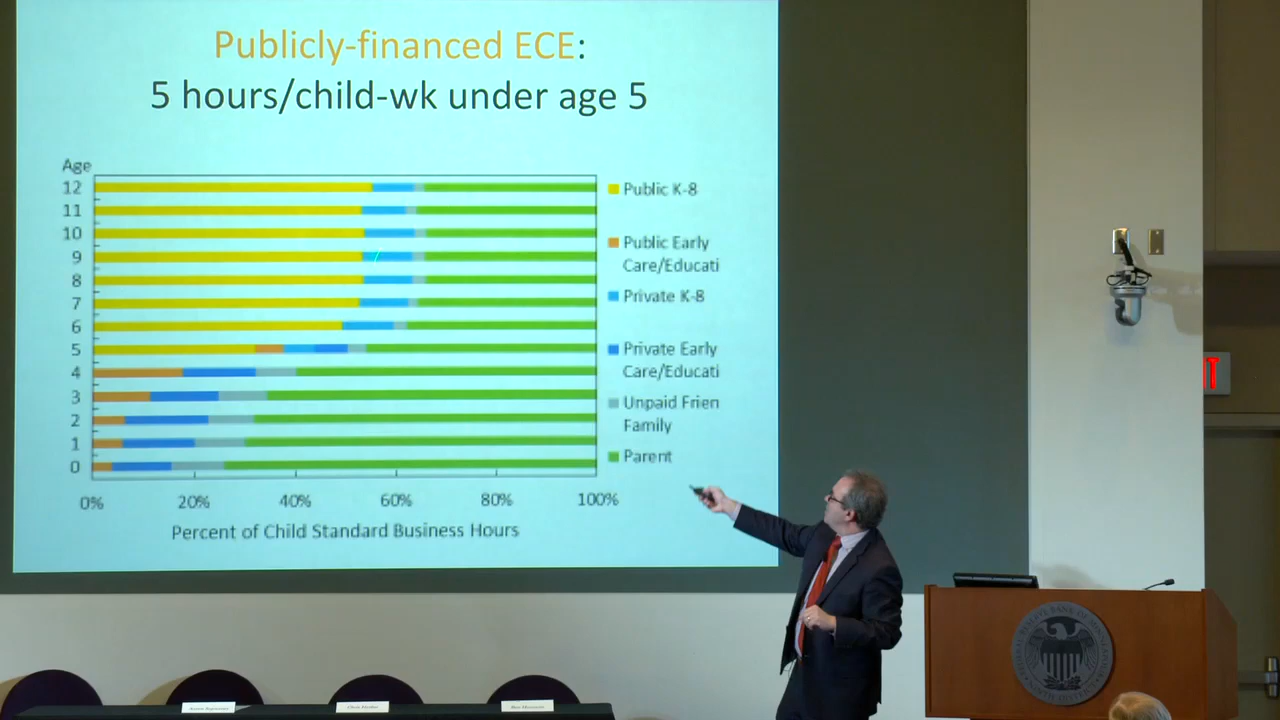 Publicly-financed ECE:
5 hours/child-wk under age 5
Age
12
11
10
9
8
7
6
5
4
3
2
1
0
0%
20%
40%
60%
80%
100%
Percent of Child Standard Business Hours
Public K-8
Public Early
Care/Educati
Private K-8
Private Early
Care/Educati
Unpaid Frien
Family
Parent
IT